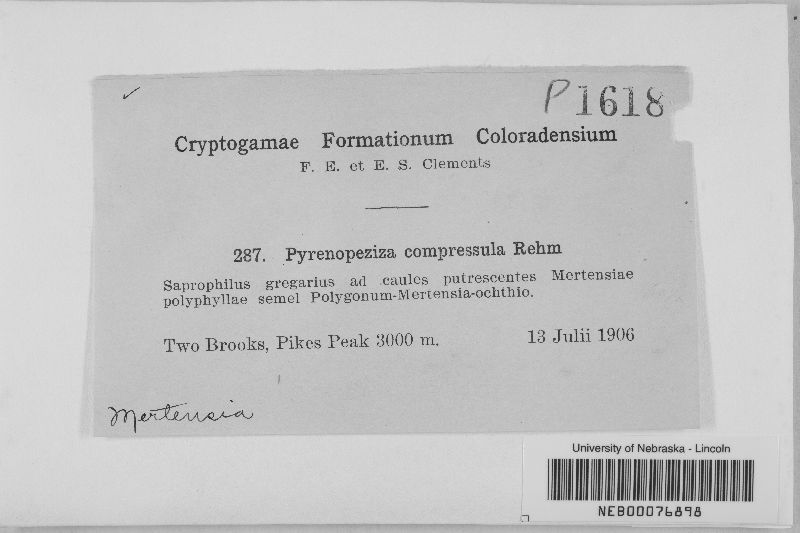 ✓
P 1618
Cryptogamae Formationum Coloradensium
F. E. et E. S. Clements
287. Pyrenopeziza compressula Rehm
Saprophilus gregarius ad caules putrescentes Mertensiae
polyphyllae semel Polygonum-Mertensia-ochthio.
Two Brooks, Pikes Peak 3000 m. 13 Julii 1906
Mertensia
University of Nebraska - Lincoln
NEB00076898